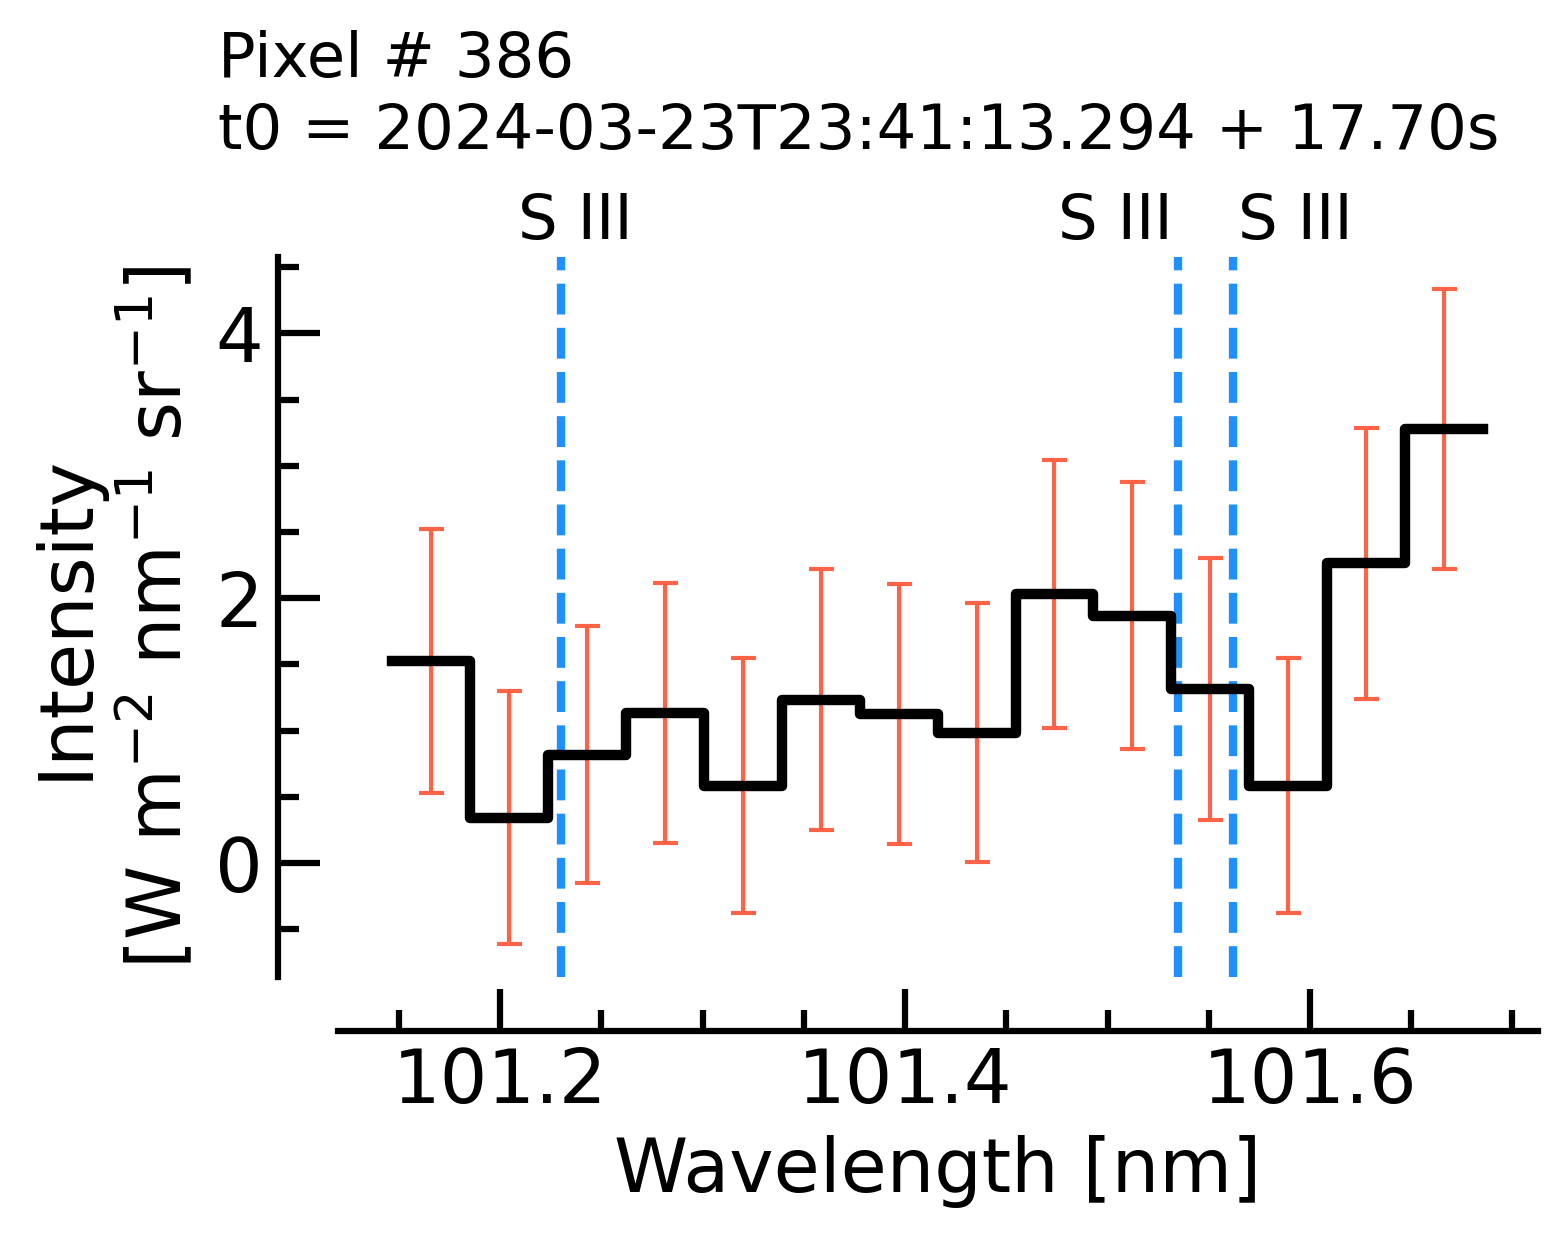 Pixel # 386
t0 = 2024-03-23T23:41:13.294 + 17.70s
S III S III S III
Intensity
[W m⁻² nm⁻¹ sr⁻¹]
4
2
0
101.2 101.4 101.6
Wavelength [nm]